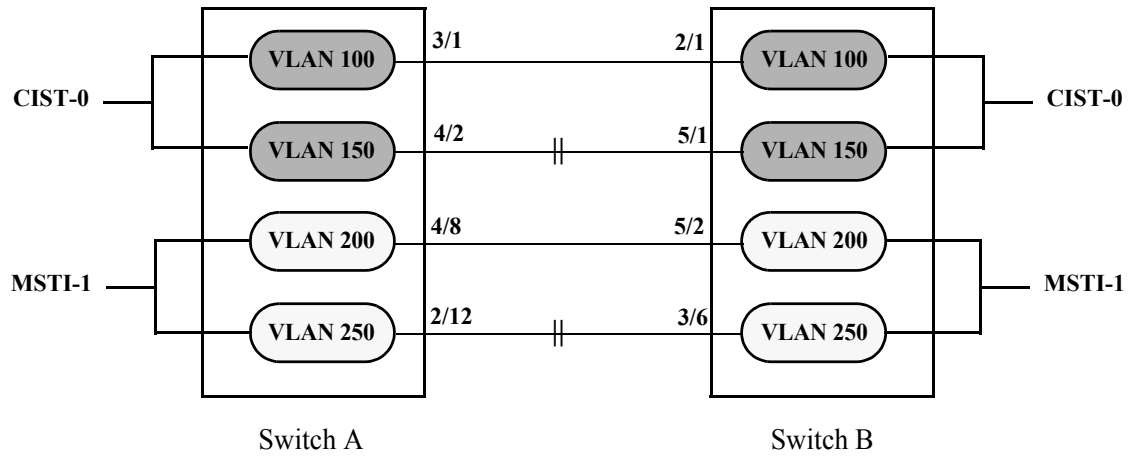 3/1
2/1
VLAN 100
VLAN 100
CIST-0
CIST-0
4/2
5/1
VLAN 150
VLAN 150
4/8
5/2
VLAN 200
VLAN 200
MSTI-1
MSTI-1
2/12
3/6
VLAN 250
VLAN 250
Switch A
Switch B